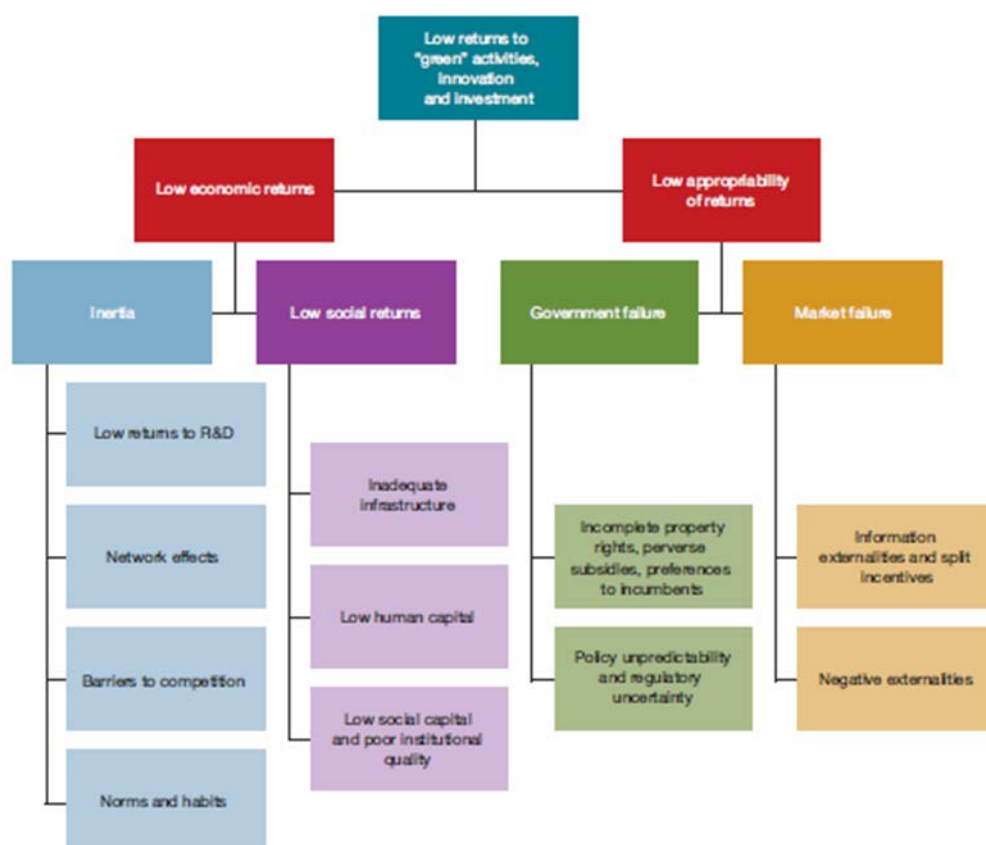 Low returns to
"green" activities,
innovation
and investment
Low economic returns
Low appropriability
of returns
Inertia
Low social returns
Government failure
Market failure
Low returns to R&D
Network effects
Barriers to competition
Norms and habits
Inadequate
infrastructure
Low human capital
Low social capital
and poor institutional
quality
Incomplete property
rights, perverse
subsidies, preferences
to incumbents
Policy unpredictability
and regulatory
uncertainty
Information
externalities and split
incentives
Negative externalities